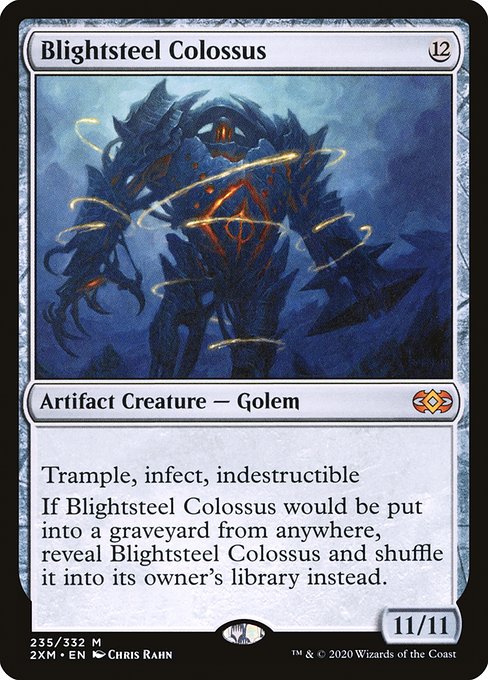 Blightsteel Colossus 12
Artifact Creature — Golem
Trample, infect, indestructible
If Blightsteel Colossus would be put
into a graveyard from anywhere,
reveal Blightsteel Colossus and shuffle
it into its owner's library instead.
11/11
235/332 M
2XM • EN Chris Rahn
™ & © 2020 Wizards of the Coast